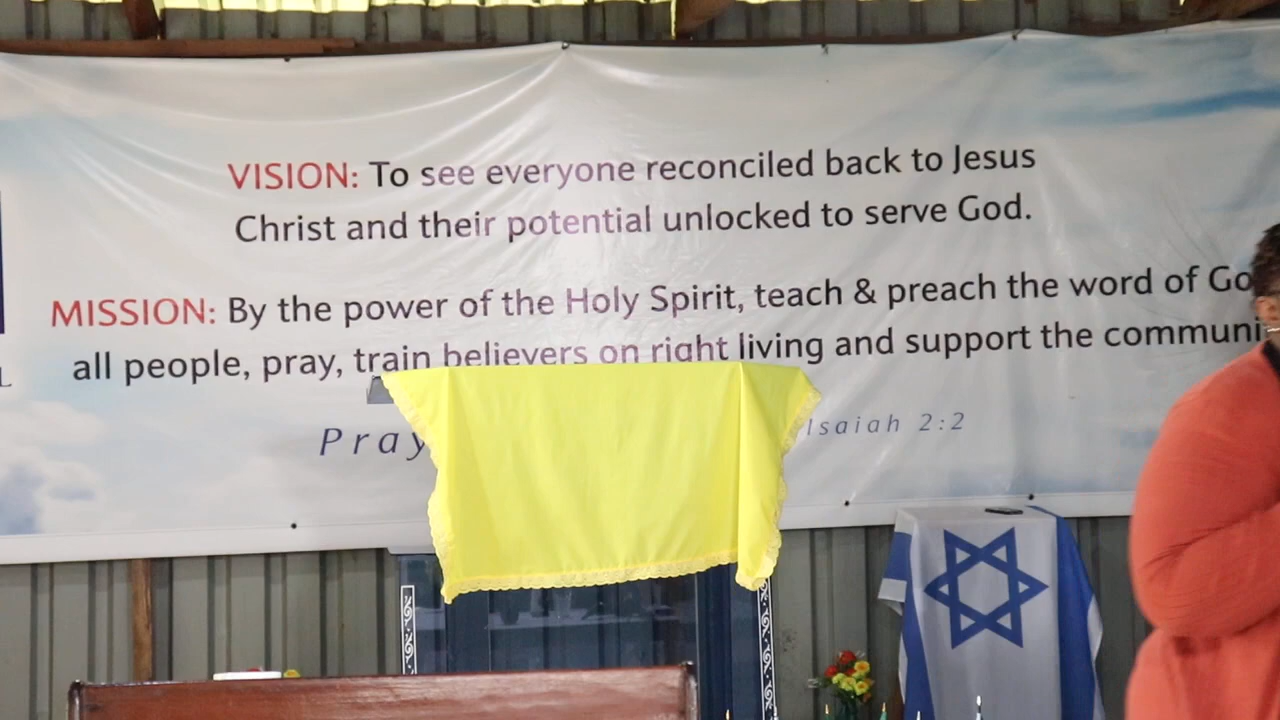 VISION: To see everyone reconciled back to Jesus
Christ and their potential unlocked to serve God.
MISSION: By the power of the Holy Spirit, teach & preach the word of Go
all people, pray, train believers on right living and support the communi
Pray
Isaiah 2:2
L